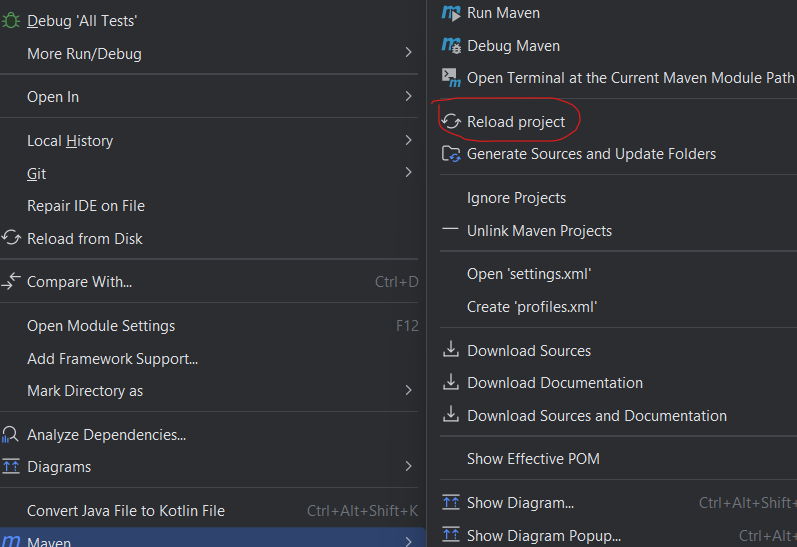 Debug 'All Tests'
More Run/Debug
Open In
Local History
Git
Repair IDE on File
Reload from Disk
Compare With... Ctrl+D
Open Module Settings F12
Add Framework Support...
Mark Directory as
Analyze Dependencies...
Diagrams
Convert Java File to Kotlin File Ctrl+Alt+Shift+K
Maven
Run Maven
Debug Maven
Open Terminal at the Current Maven Module Path
Reload project
Generate Sources and Update Folders
Ignore Projects
Unlink Maven Projects
Open 'settings.xml'
Create 'profiles.xml'
Download Sources
Download Documentation
Download Sources and Documentation
Show Effective POM
Show Diagram... Ctrl+Alt+Shift+
Show Diagram Popup... Ctrl+Alt+